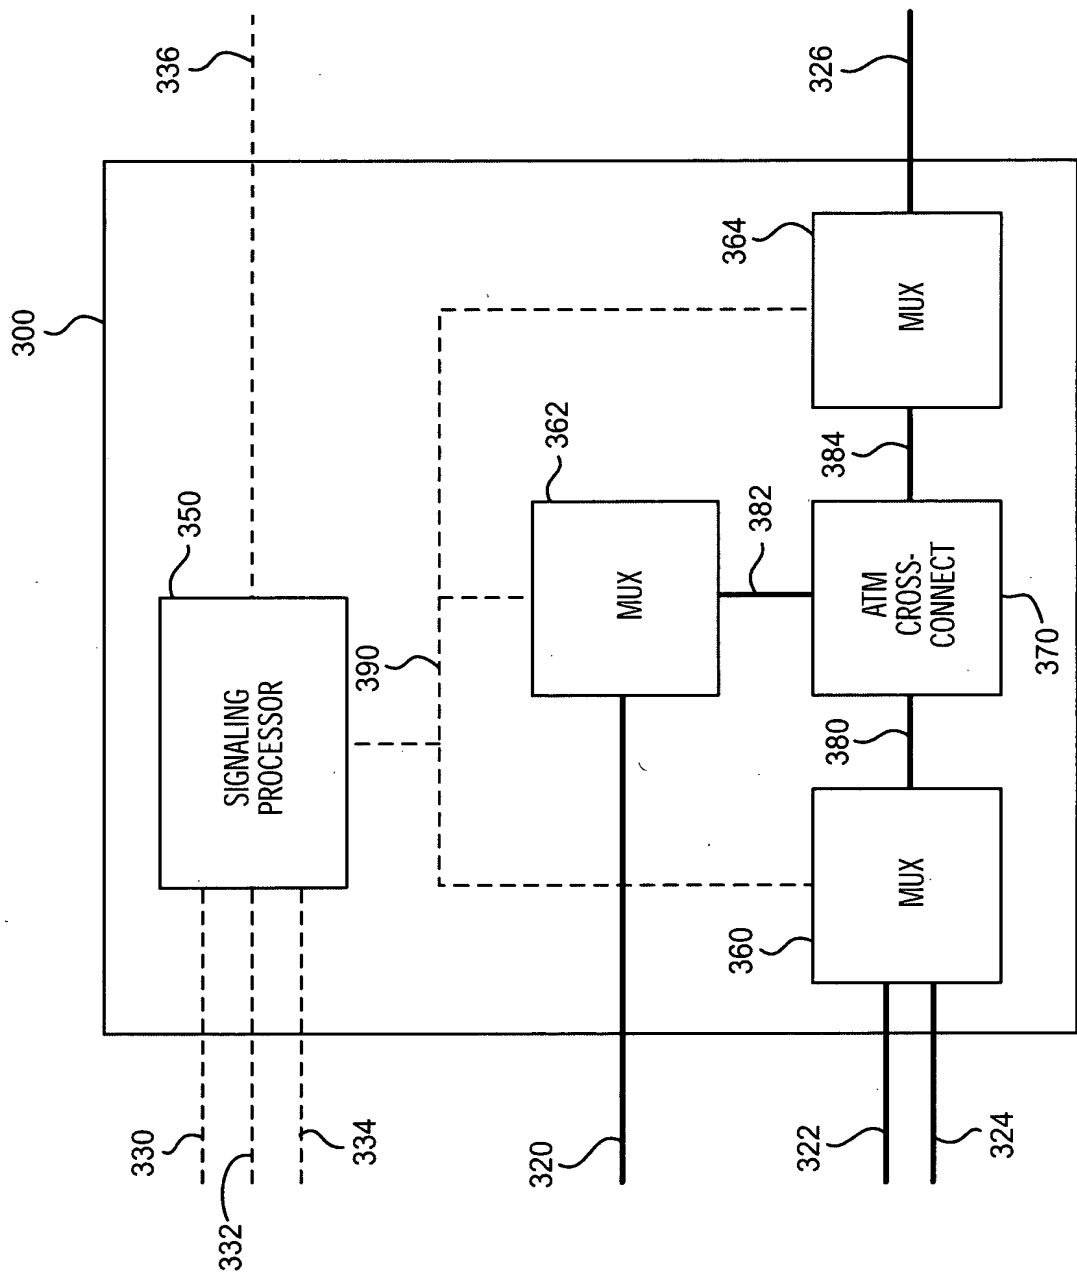 300
330
350
336
332
SIGNALING
PROCESSOR
334
390
320
362
MUX
360
364
382
322
380
384
326
MUX
ATM
CROSS-
CONNECT
MUX
324
370